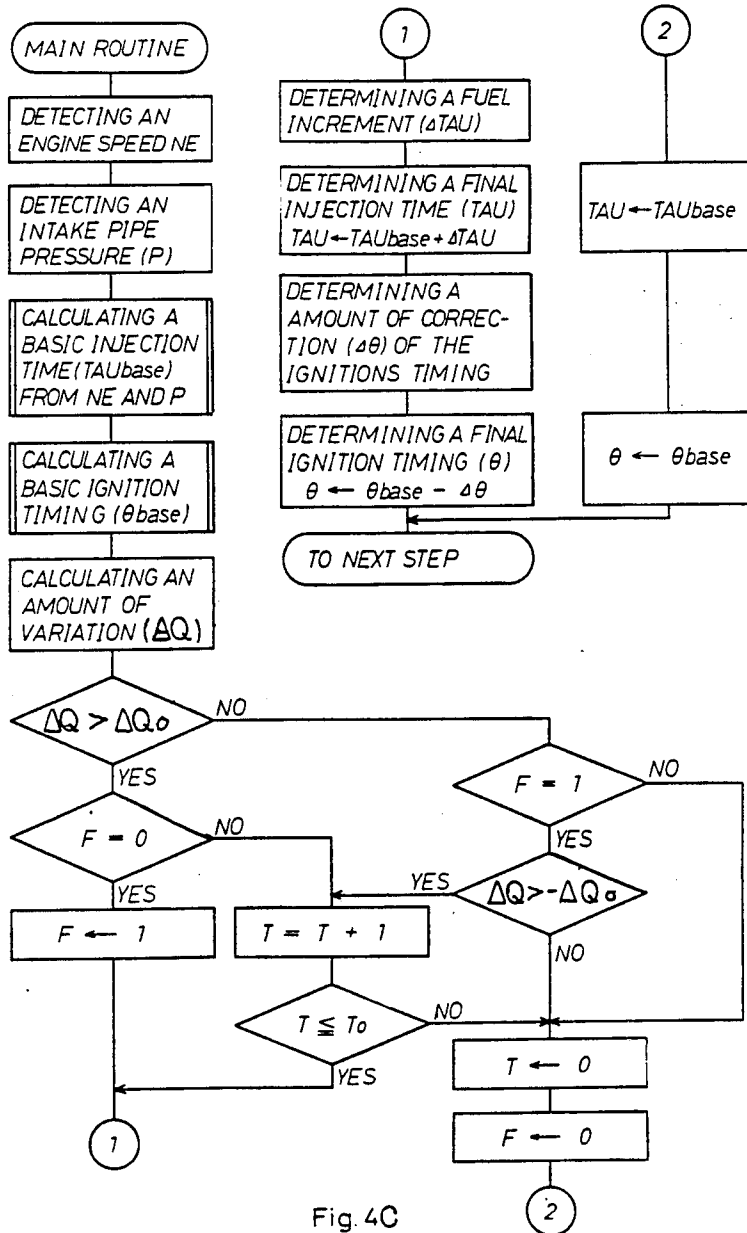 MAIN ROUTINE
DETECTING AN
ENGINE SPEED NE
DETECTING AN
INTAKE PIPE
PRESSURE (P)
CALCULATING A
BASIC INJECTION
TIME (TAUbase)
FROM NE AND P
CALCULATING A
BASIC IGNITION
TIMING (θbase)
CALCULATING AN
AMOUNT OF
VARIATION (ΔQ)
1
DETERMINING A FUEL
INCREMENT (ΔTAU)
DETERMINING A FINAL
INJECTION TIME (TAU)
TAU ← TAUbase + ΔTAU
DETERMINING A
AMOUNT OF CORREC-
TION (Δθ) OF THE
IGNITIONS TIMING
DETERMINING A FINAL
IGNITION TIMING (θ)
θ ← θbase - Δθ
TO NEXT STEP
2
TAU ← TAUbase
θ ← θbase
ΔQ > ΔQo
NO
YES
F = 0
NO
YES
F ← 1
F = 1
NO
YES
ΔQ > -ΔQo
YES
NO
T = T + 1
T ≦ To
NO
YES
T ← 0
F ← 0
1
2
Fig. 4C